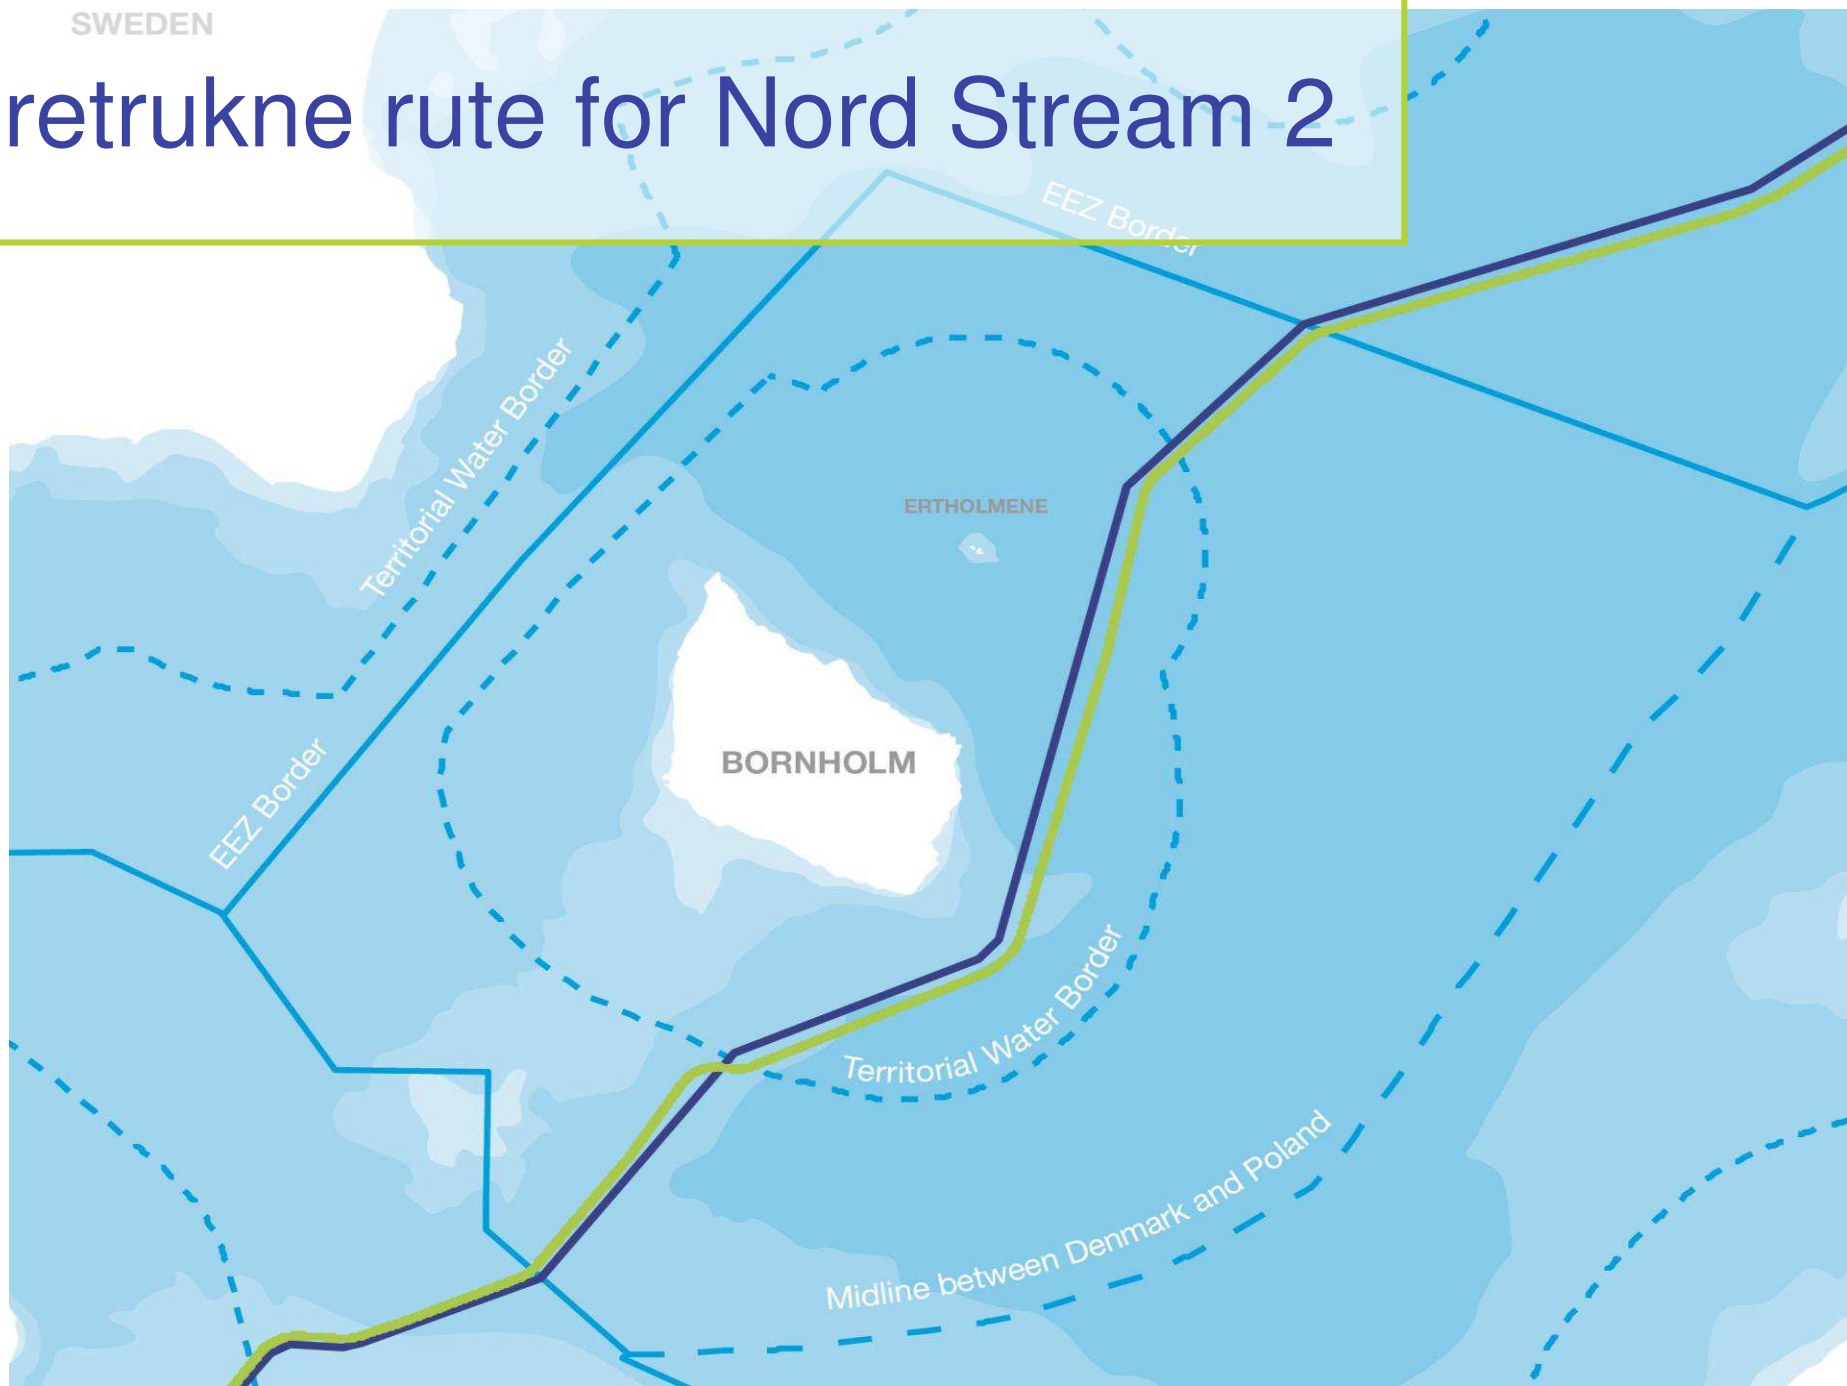 SWEDEN
retrukne rute for Nord Stream 2
EEZ Border
Territorial Water Border
ERTHOLMENE
BORNHOLM
EEZ Border
Territorial Water Border
Midline between Denmark and Poland